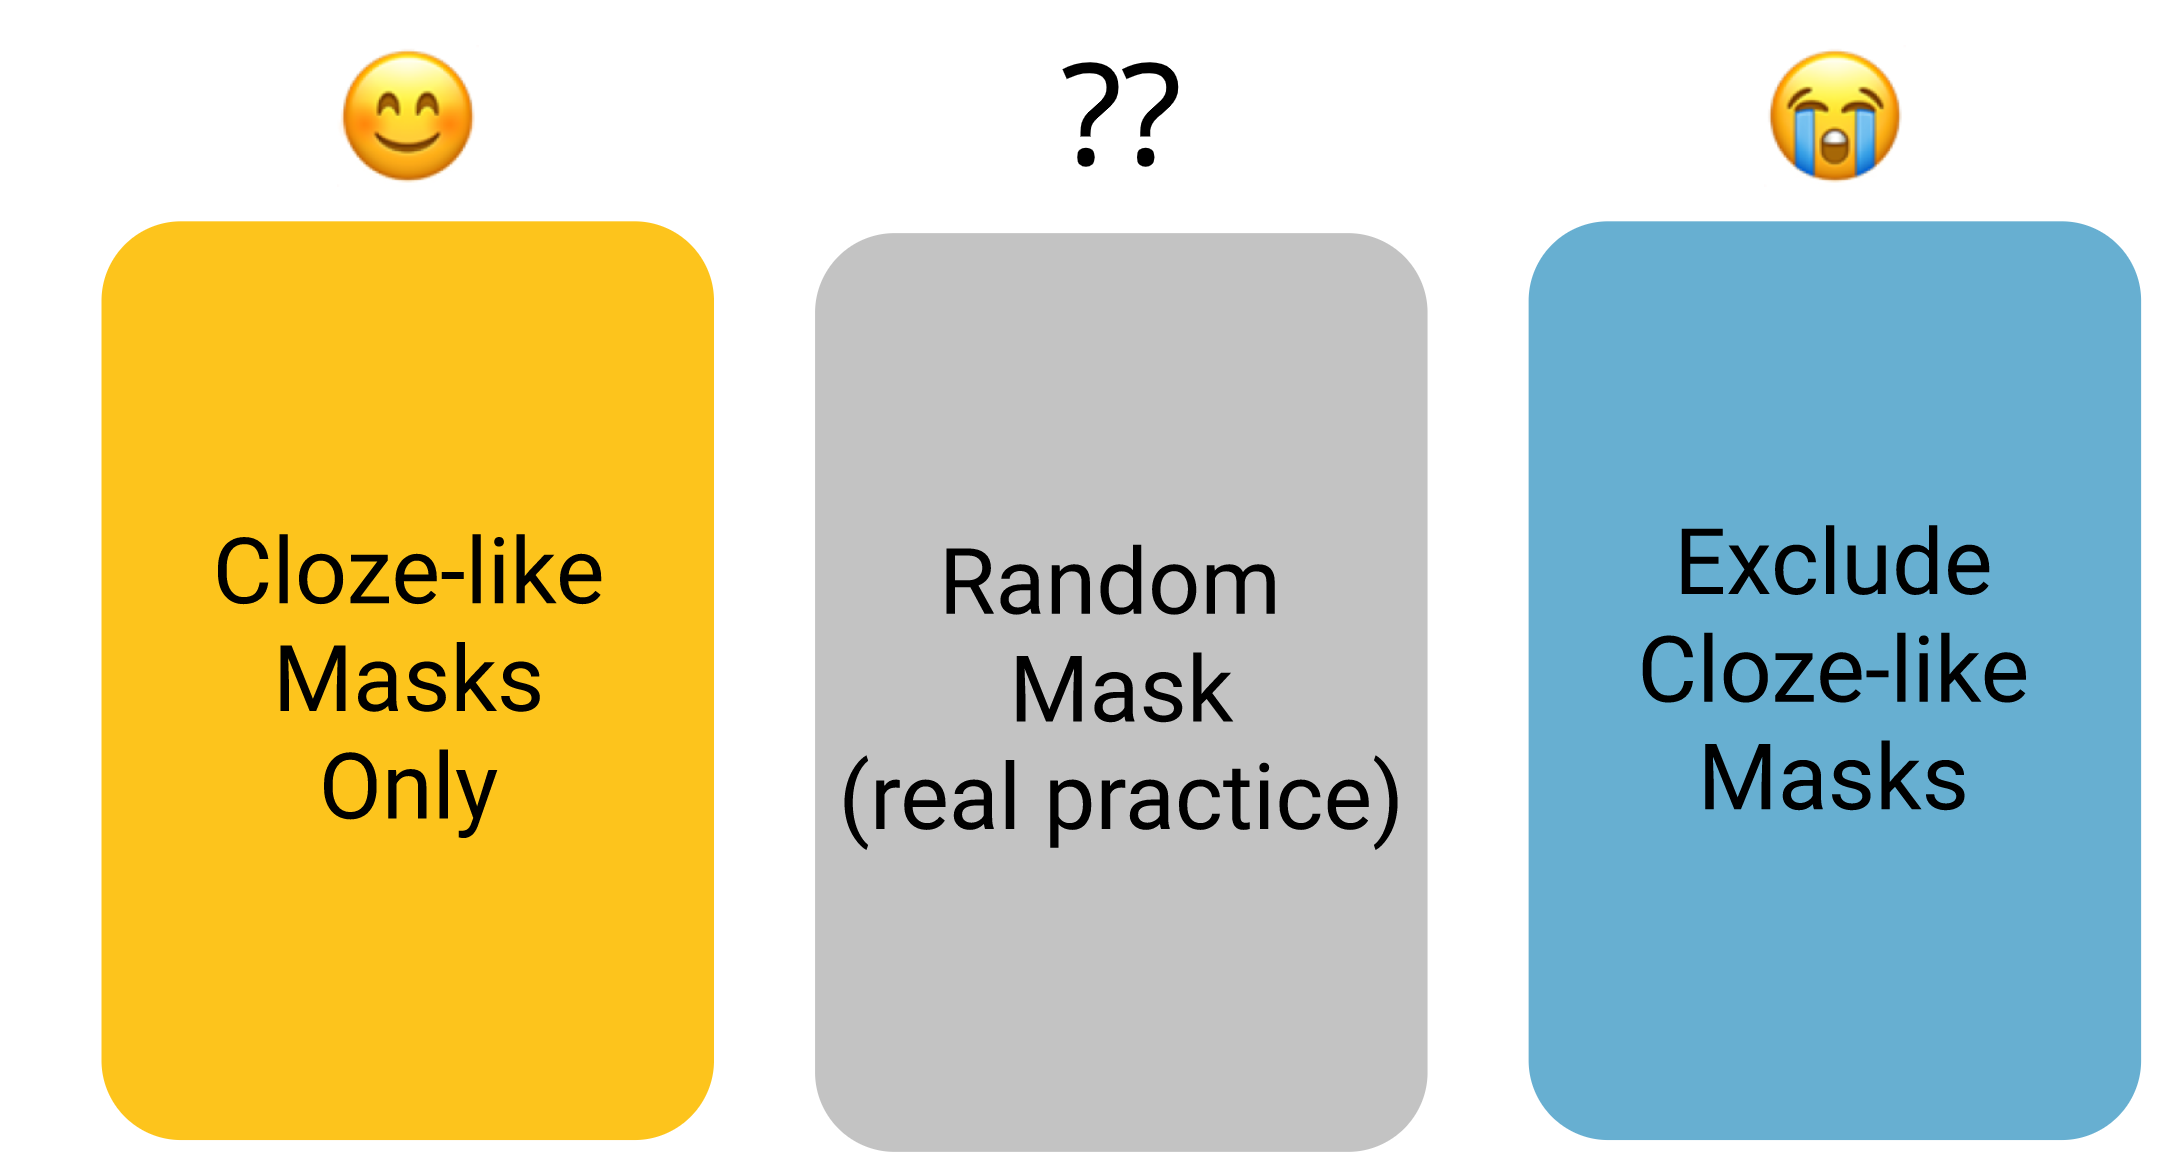 ??
Cloze-like
Masks
Only
Random
Mask
(real practice)
Exclude
Cloze-like
Masks